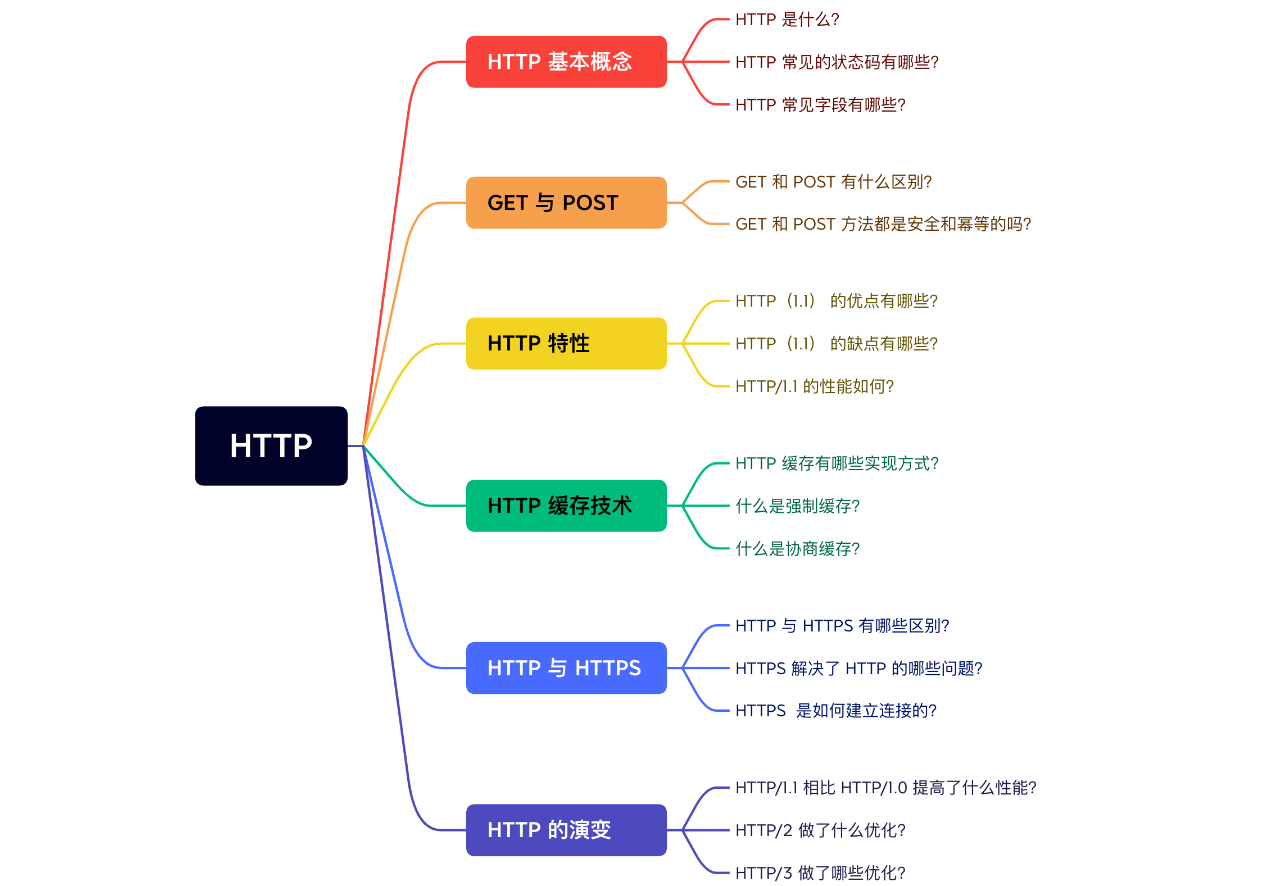 HTTP
HTTP 基本概念
HTTP 是什么?
HTTP 常见的状态码有哪些?
HTTP 常见字段有哪些?
GET 与 POST
GET 和 POST 有什么区别?
GET 和 POST 方法都是安全和幂等的吗?
HTTP 特性
HTTP（1.1） 的优点有哪些?
HTTP（1.1） 的缺点有哪些?
HTTP/1.1 的性能如何?
HTTP 缓存技术
HTTP 缓存有哪些实现方式?
什么是强制缓存?
什么是协商缓存?
HTTP 与 HTTPS
HTTP 与 HTTPS 有哪些区别?
HTTPS 解决了 HTTP 的哪些问题?
HTTPS  是如何建立连接的?
HTTP 的演变
HTTP/1.1 相比 HTTP/1.0 提高了什么性能?
HTTP/2 做了什么优化?
HTTP/3 做了哪些优化?